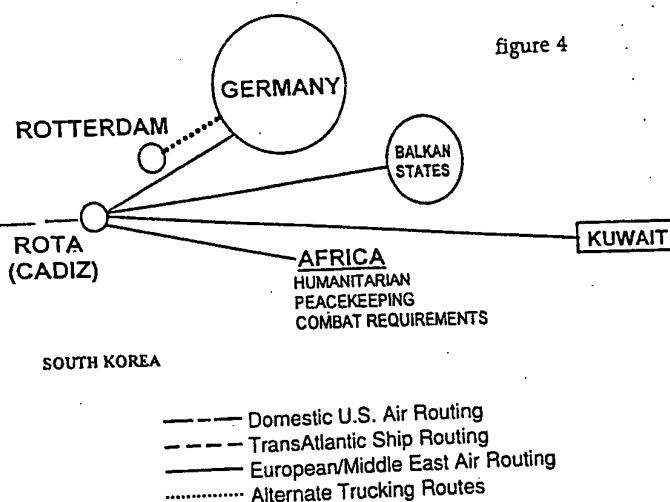 figure 4
GERMANY
ROTTERDAM
BALKAN
STATES
ROTA
(CADIZ)
KUWAIT
AFRICA
HUMANITARIAN
PEACEKEEPING
COMBAT REQUIREMENTS
SOUTH KOREA
Domestic U.S. Air Routing
TransAtlantic Ship Routing
European/Middle East Air Routing
Alternate Trucking Routes